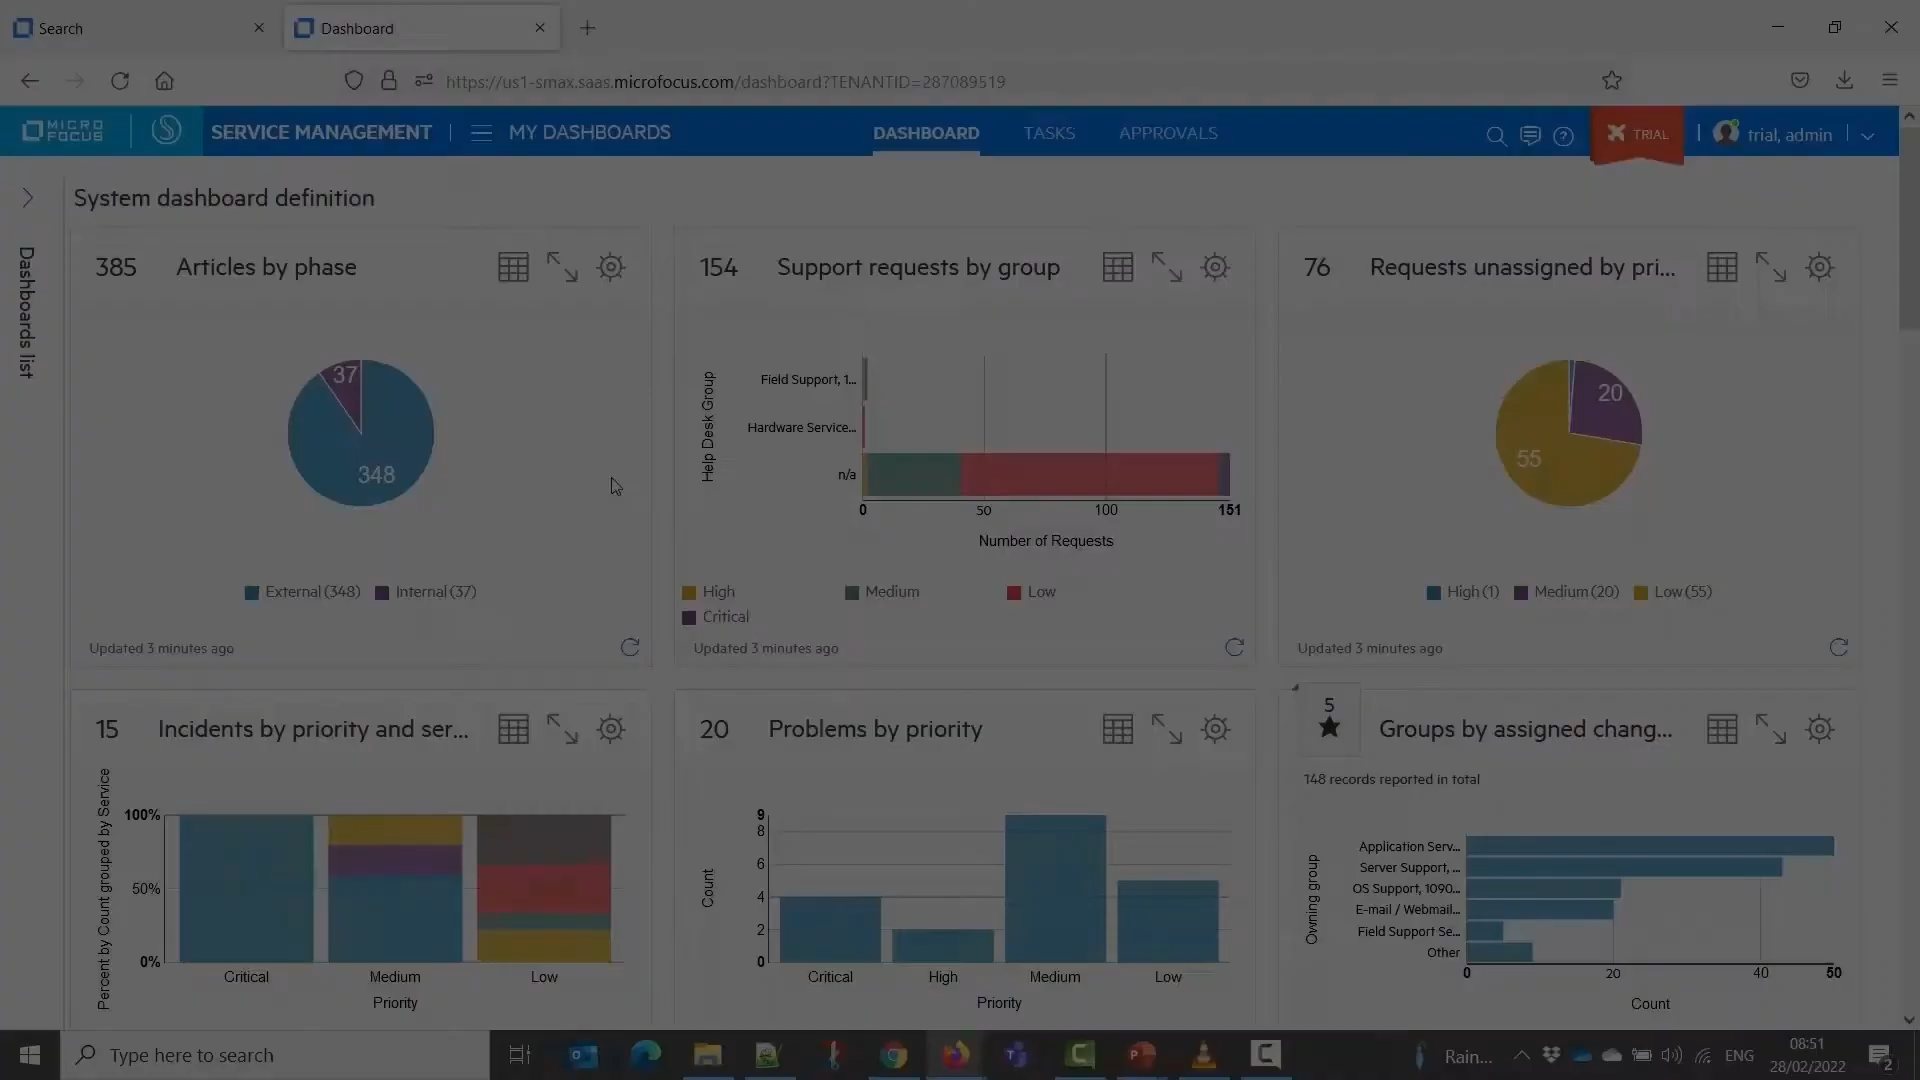 Search
Dashboard
https://us1-smax.saas.microfocus.com/dashboard?TENANTID=287089519
MICRO FOCUS
SERVICE MANAGEMENT
MY DASHBOARDS
DASHBOARD
TASKS
APPROVALS
TRIAL
trial, admin
Dashboards list
System dashboard definition
385 Articles by phase
37
348
External (348) Internal (37)
Updated 3 minutes ago
154 Support requests by group
Help Desk Group
Field Support, 1...
Hardware Service...
n/a
0 50 100 151
Number of Requests
High Medium Low
Critical
Updated 3 minutes ago
76 Requests unassigned by pri...
20
55
High (1) Medium (20) Low (55)
Updated 3 minutes ago
15 Incidents by priority and ser...
Percent by Count grouped by Service
100%
50%
0%
Critical Medium Low
Priority
20 Problems by priority
Count
9
8
6
4
2
0
Critical High Medium Low
Priority
5
Groups by assigned chang...
148 records reported in total
Owning group
Application Serv...
Server Support, ...
OS Support, 1090...
E-mail / Webmail...
Field Support Se...
Other
0 20 40 50
Count
Type here to search
Rain...
ENG
08:51
28/02/2022
2